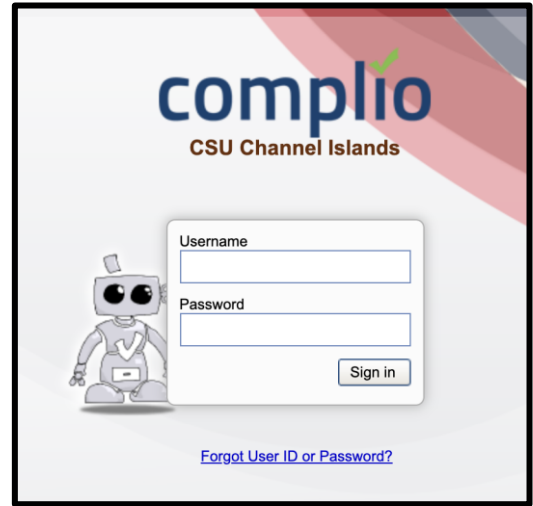 complio
CSU Channel Islands
Username
Password
Sign in
Forgot User ID or Password?